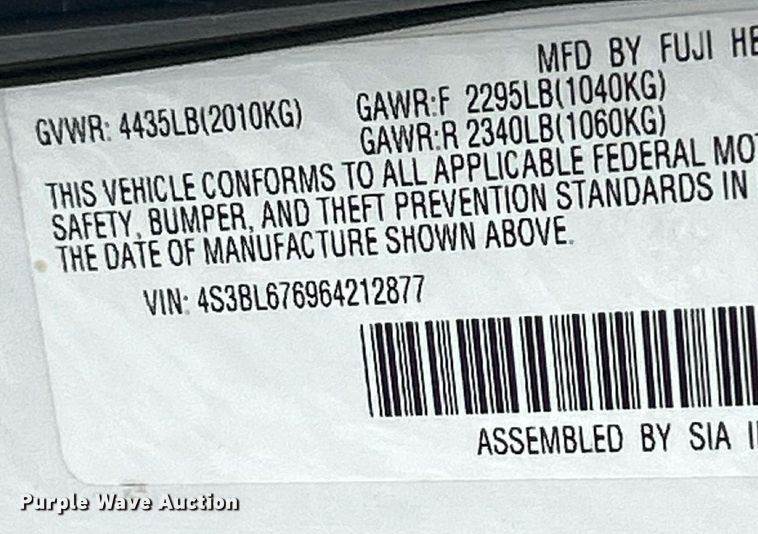 MFD BY FUJI HE
GVWR: 4435LB(2010KG) GAWR:F 2295LB(1040KG)
GAWR:R 2340LB(1060KG)
THIS VEHICLE CONFORMS TO ALL APPLICABLE FEDERAL MO
SAFETY, BUMPER, AND THEFT PREVENTION STANDARDS IN
THE DATE OF MANUFACTURE SHOWN ABOVE.
VIN: 4S3BL676964212877
ASSEMBLED BY SIA I
Purple Wave Auction